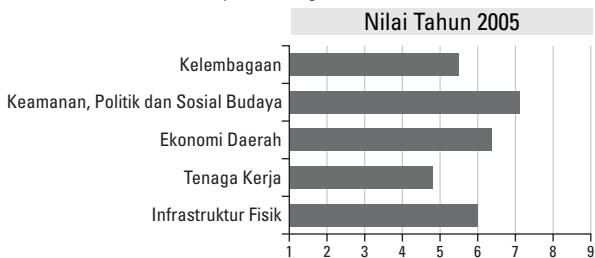 Nilai Tahun 2005
Kelembagaan
Keamanan, Politik dan Sosial Budaya
Ekonomi Daerah
Tenaga Kerja
Infrastruktur Fisik
1 2 3 4 5 6 7 8 9